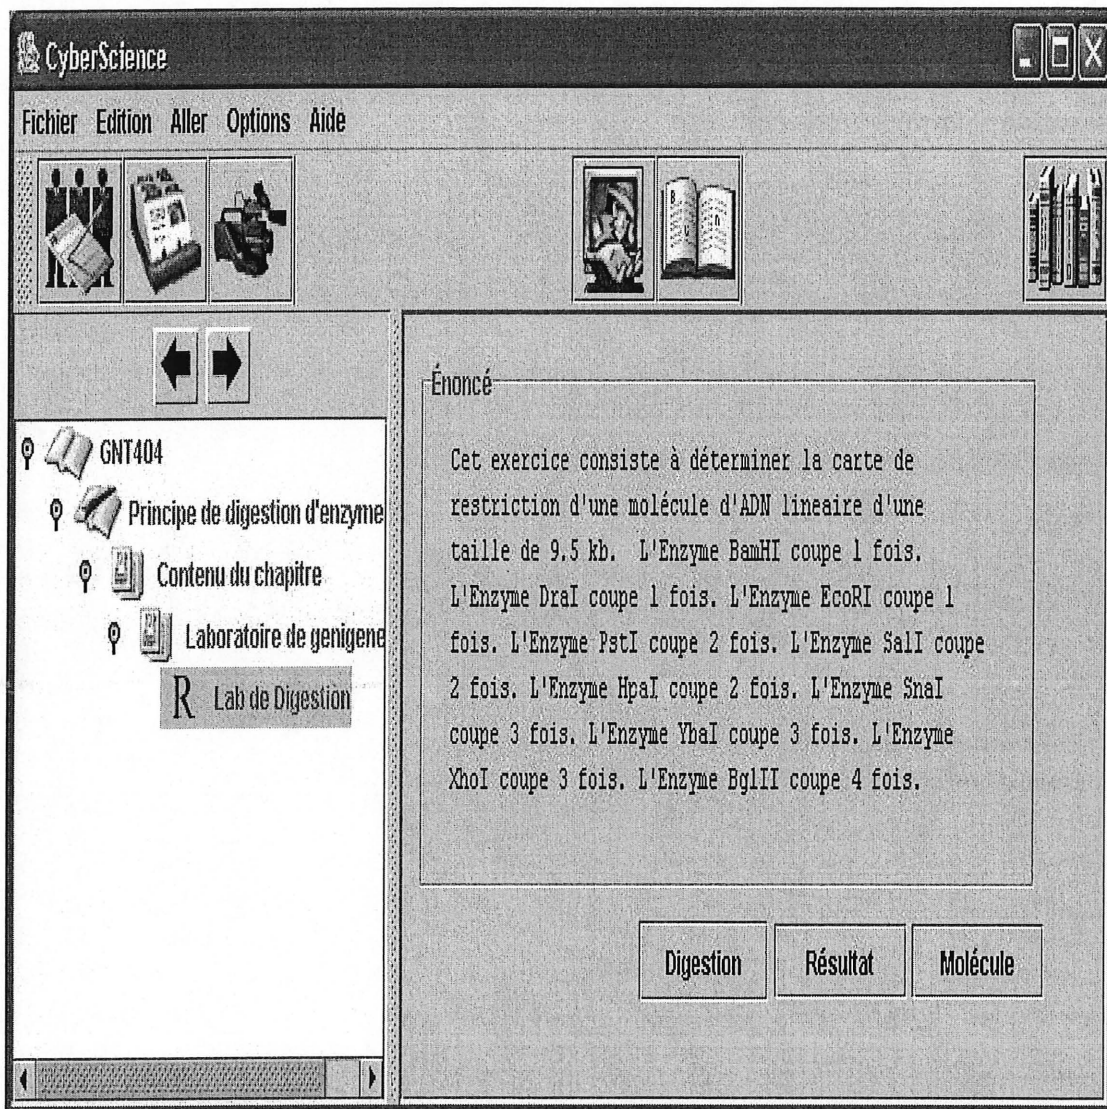 CyberScience
Fichier Edition Aller Options Aide
GNT404
Principe de digestion d'enzyme
Contenu du chapitre
Laboratoire de genigene
R Lab de Digestion
Énoncé
Cet exercice consiste à déterminer la carte de
restriction d'une molécule d'ADN lineaire d'une
taille de 9.5 kb. L'Enzyme BamHI coupe 1 fois.
L'Enzyme DraI coupe 1 fois. L'Enzyme EcoRI coupe 1
fois. L'Enzyme PstI coupe 2 fois. L'Enzyme SalI coupe
2 fois. L'Enzyme HpaI coupe 2 fois. L'Enzyme SnaI
coupe 3 fois. L'Enzyme YbaI coupe 3 fois. L'Enzyme
XhoI coupe 3 fois. L'Enzyme BglII coupe 4 fois.
Digestion Résultat Molécule